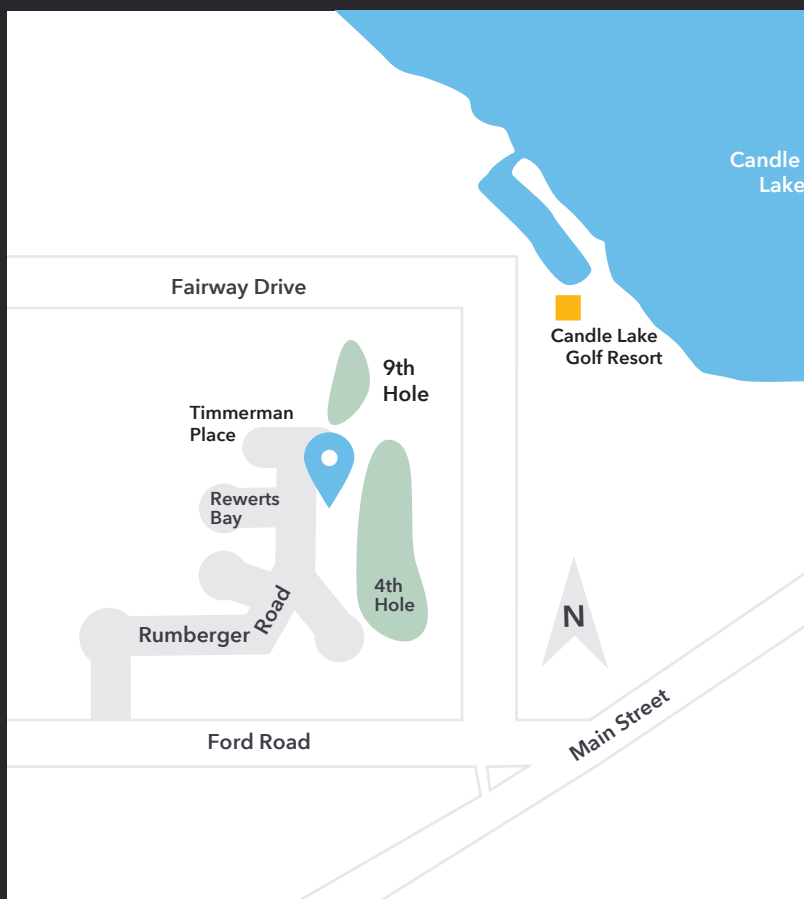 Candle
Lake
Fairway Drive
Candle Lake
Golf Resort
9th
Hole
Timmerman
Place
Rewerts
Bay
4th
Hole
Rumberger Road
N
Main Street
Ford Road